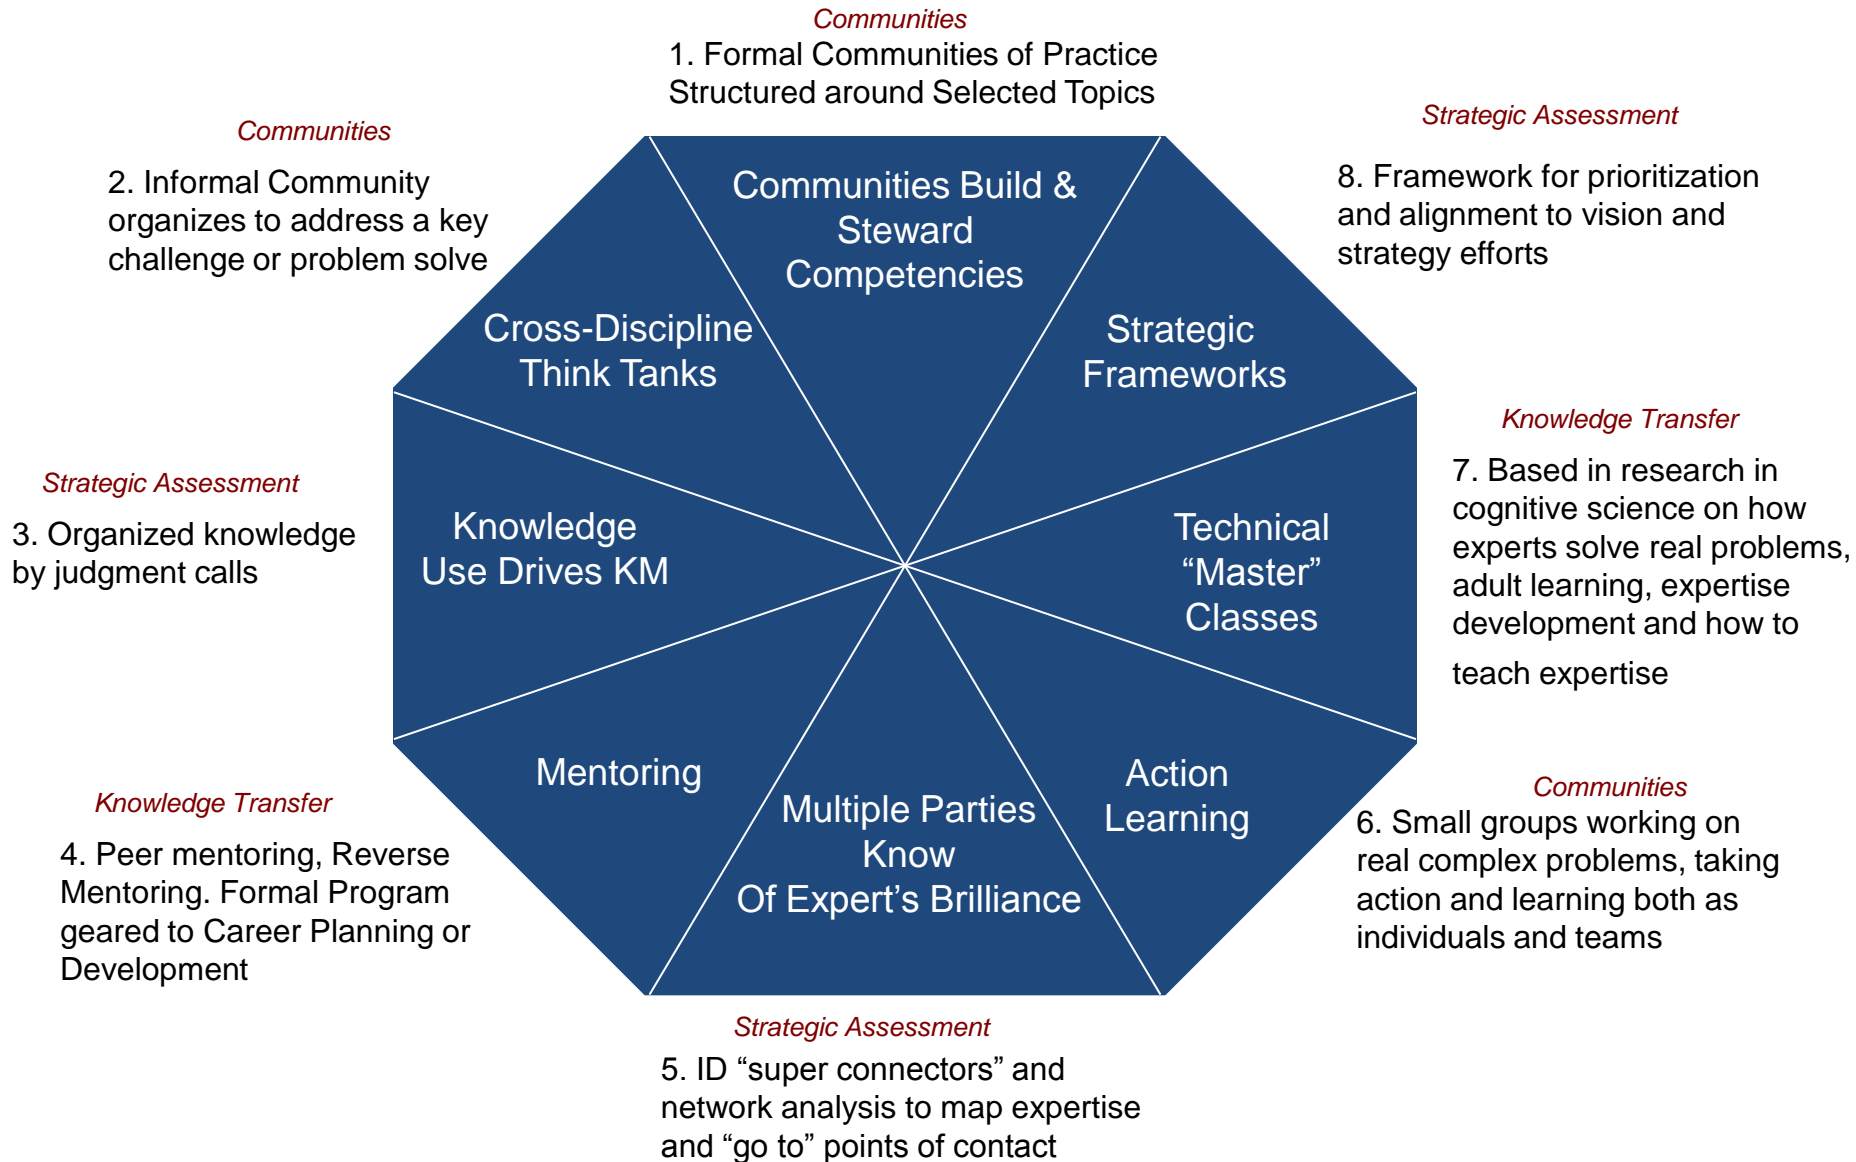 Communities
1. Formal Communities of Practice
Structured around Selected Topics
Communities
2. Informal Community
organizes to address a key
challenge or problem solve
Strategic Assessment
3. Organized knowledge
by judgment calls
Knowledge Transfer
4. Peer mentoring, Reverse
Mentoring. Formal Program
geared to Career Planning or
Development
Strategic Assessment
5. ID “super connectors” and
network analysis to map expertise
and “go to” points of contact
Communities
6. Small groups working on
real complex problems, taking
action and learning both as
individuals and teams
Knowledge Transfer
7. Based in research in
cognitive science on how
experts solve real problems,
adult learning, expertise
development and how to
teach expertise
Strategic Assessment
8. Framework for prioritization
and alignment to vision and
strategy efforts
Communities Build &
Steward
Competencies
Cross-Discipline
Think Tanks
Knowledge
Use Drives KM
Mentoring
Multiple Parties
Know
Of Expert’s Brilliance
Action
Learning
Technical
“Master”
Classes
Strategic
Frameworks